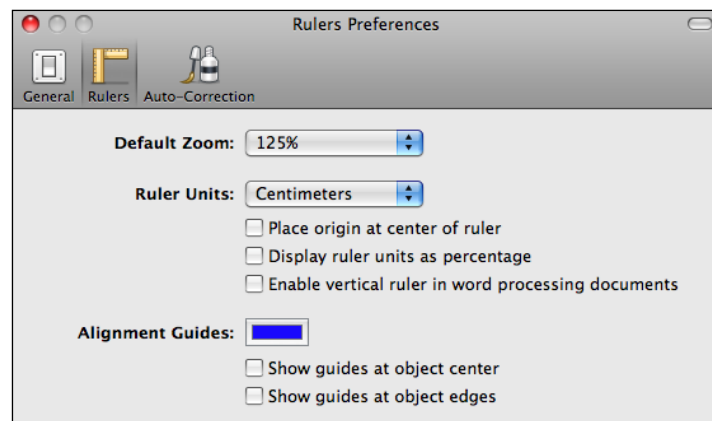 Rulers Preferences
General Rulers Auto-Correction
Default Zoom: 125%
Ruler Units: Centimeters
Place origin at center of ruler
Display ruler units as percentage
Enable vertical ruler in word processing documents
Alignment Guides:
Show guides at object center
Show guides at object edges